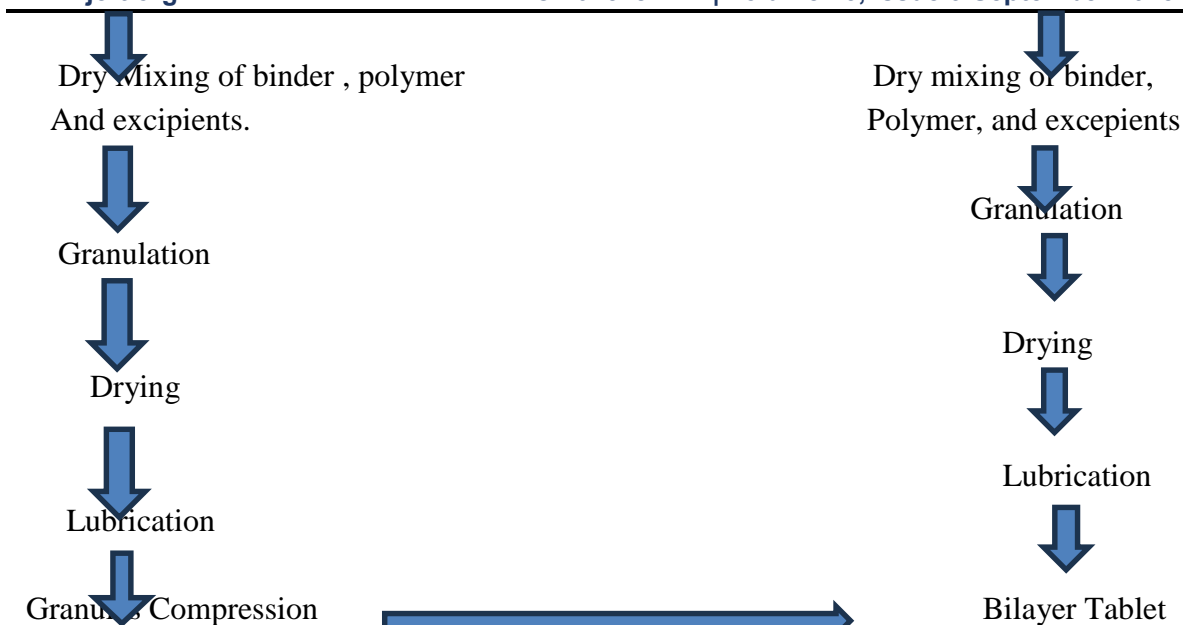 Dry Mixing of binder , polymer
And excipients.
Granulation
Drying
Lubrication
Compression
Dry mixing of binder,
Polymer, and excepients
Granulation
Drying
Lubrication
Bilayer Tablet